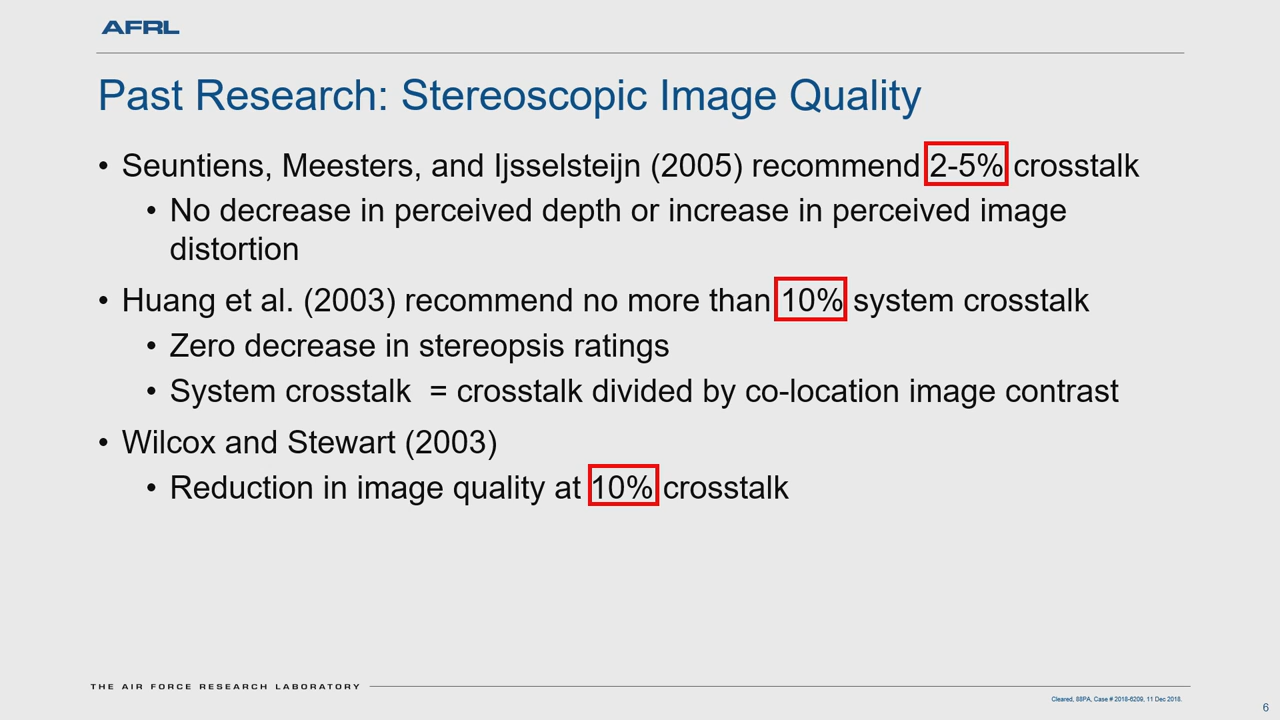 AFRL
Past Research: Stereoscopic Image Quality
• Seuntiens, Meesters, and Ijsselsteijn (2005) recommend 2-5% crosstalk
• No decrease in perceived depth or increase in perceived image
distortion
• Huang et al. (2003) recommend no more than 10% system crosstalk
• Zero decrease in stereopsis ratings
• System crosstalk = crosstalk divided by co-location image contrast
• Wilcox and Stewart (2003)
• Reduction in image quality at 10% crosstalk
THE AIR FORCE RESEARCH LABORATORY
Cleared, 88PA, Case # 2018-6209, 11 Dec 2018.
6